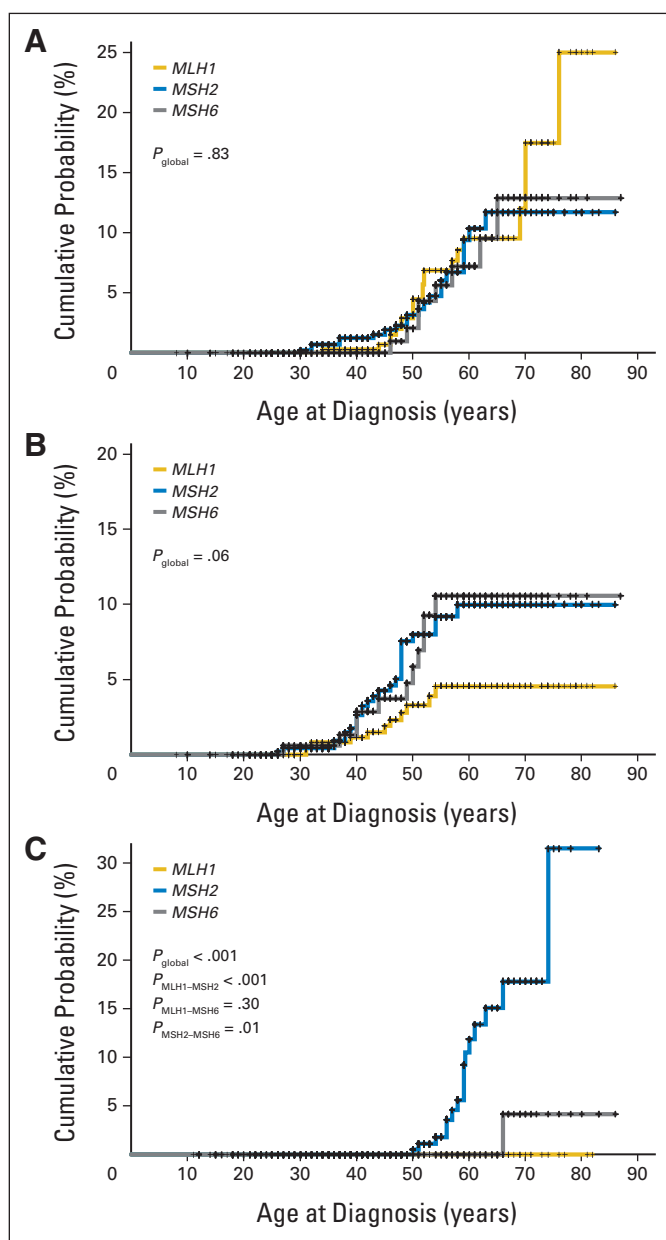 A
Cumulative Probability (%)
25
20
15
10
5
MLH1
MSH2
MSH6
Pglobal = .83
0 10 20 30 40 50 60 70 80 90
Age at Diagnosis (years)
B
Cumulative Probability (%)
20
15
10
5
MLH1
MSH2
MSH6
Pglobal = .06
0 10 20 30 40 50 60 70 80 90
Age at Diagnosis (years)
C
Cumulative Probability (%)
30
25
20
15
10
5
MLH1
MSH2
MSH6
Pglobal < .001
PMLH1–MSH2 < .001
PMLH1–MSH6 = .30
PMSH2–MSH6 = .01
0 10 20 30 40 50 60 70 80 90
Age at Diagnosis (years)